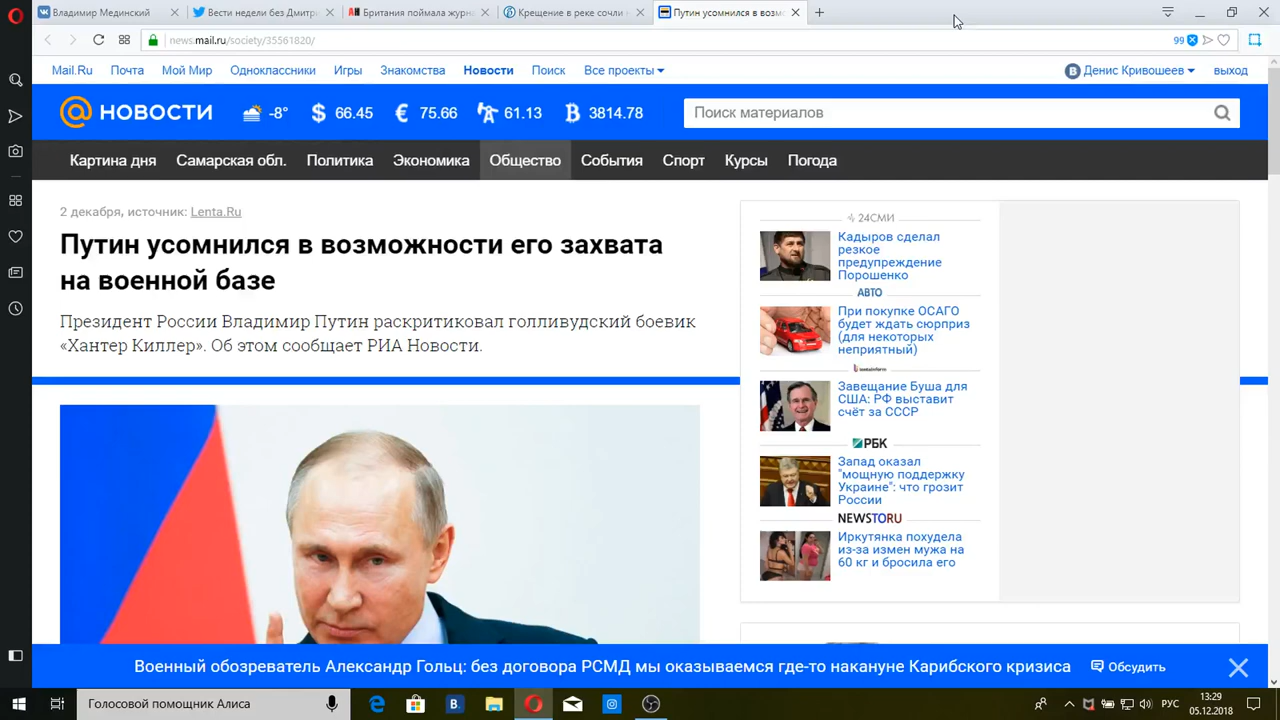 Владимир Мединский
Вести недели без Дмитри
Британия поймала журна
Крещение в реке сочли н
Путин усомнился в возмо
news.mail.ru/society/35561820/
99
Mail.Ru Почта Мой Мир Одноклассники Игры Знакомства Новости Поиск Все проекты
Денис Кривошеев выход
НОВОСТИ -8° $ 66.45 € 75.66 61.13 3814.78
Поиск материалов
Картина дня Самарская обл. Политика Экономика Общество События Спорт Курсы Погода
2 декабря, источник: Lenta.Ru
Путин усомнился в возможности его захвата
на военной базе
Президент России Владимир Путин раскритиковал голливудский боевик
«Хантер Киллер». Об этом сообщает РИА Новости.
24СМИ
Кадыров сделал
резкое
предупреждение
Порошенко
АВТО
При покупке ОСАГО
будет ждать сюрприз
(для некоторых
неприятный)
Завещание Буша для
США: РФ выставит
счёт за СССР
РБК
Запад оказал
"мощную поддержку
Украине": что грозит
России
NEWSTORU
Иркутянка похудела
из-за измен мужа на
60 кг и бросила его
Военный обозреватель Александр Гольц: без договора РСМД мы оказываемся где-то накануне Карибского кризиса
Обсудить
Голосовой помощник Алиса
РУС
13:29
05.12.2018